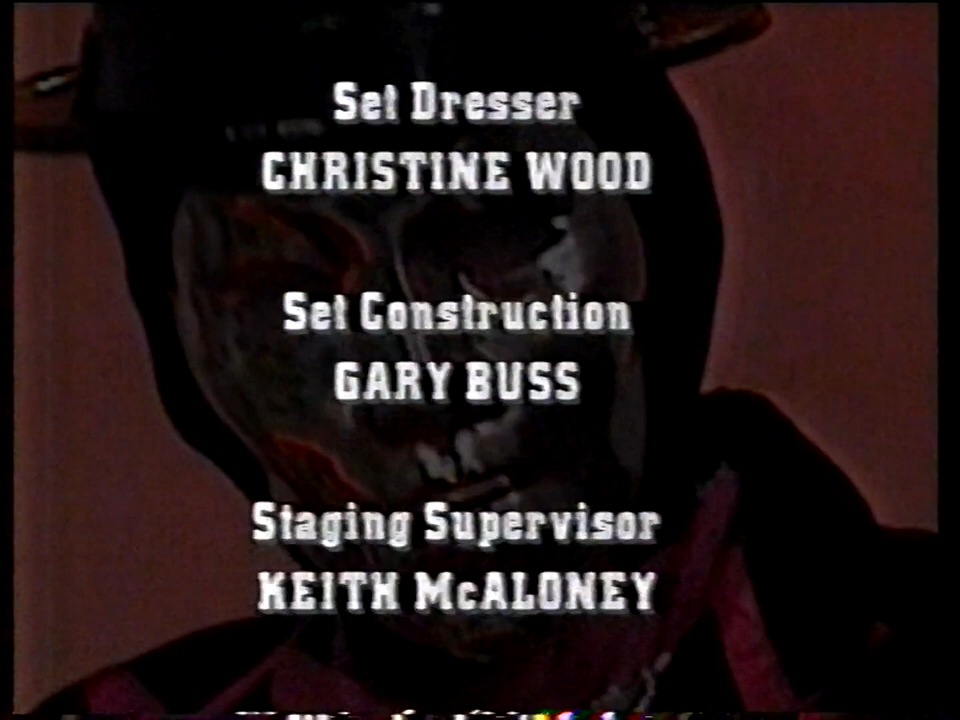 Set Dresser
CHRISTINE WOOD
Set Construction
GARY BUSS
Staging Supervisor
KEITH McALONEY